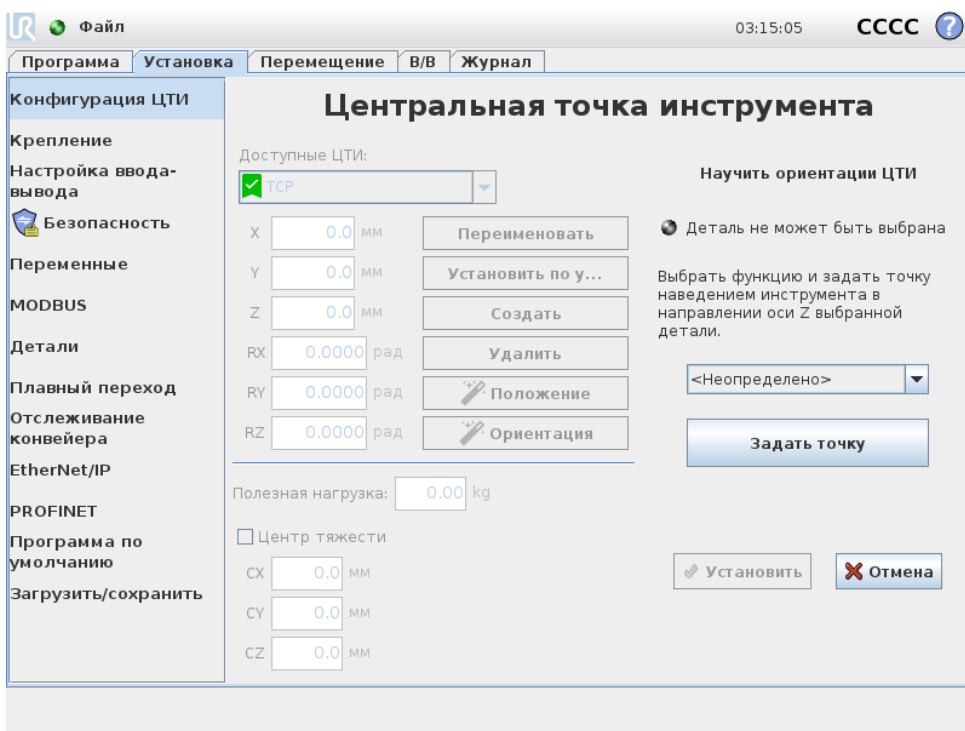 UR Файл 03:15:05 CCCC ?
Программа Установка Перемещение В/В Журнал
Конфигурация ЦТИ
Крепление
Настройка ввода-
вывода
Безопасность
Переменные
MODBUS
Детали
Плавный переход
Отслеживание
конвейера
EtherNet/IP
PROFINET
Программа по
умолчанию
Загрузить/сохранить
Центральная точка инструмента
Доступные ЦТИ:
TCP
X 0.0 мм Переименовать
Y 0.0 мм Установить по у...
Z 0.0 мм Создать
RX 0.0000 рад Удалить
RY 0.0000 рад Положение
RZ 0.0000 рад Ориентация
Полезная нагрузка: 0.00 kg
Центр тяжести
CX 0.0 мм
CY 0.0 мм
CZ 0.0 мм
Научить ориентации ЦТИ
Деталь не может быть выбрана
Выбрать функцию и задать точку
наведением инструмента в
направлении оси Z выбранной
детали.
<Неопределено>
Задать точку
Установить Отмена